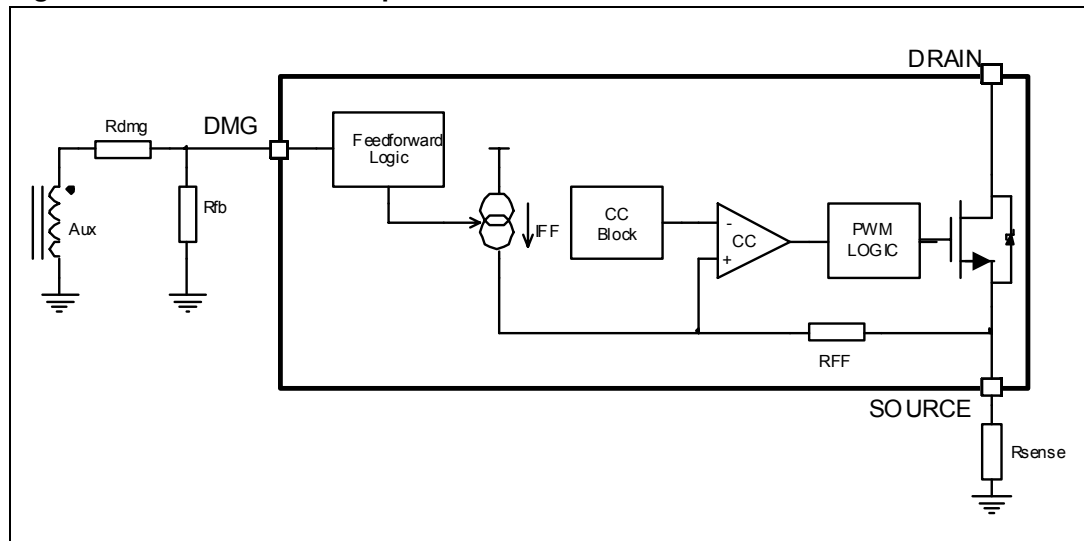 DRAIN
Rdmg
DMG
Feedforward
Logic
Aux
Rfb
IFF
CC
Block
-
CC
+
PWM
LOGIC
RFF
SOURCE
Rsense